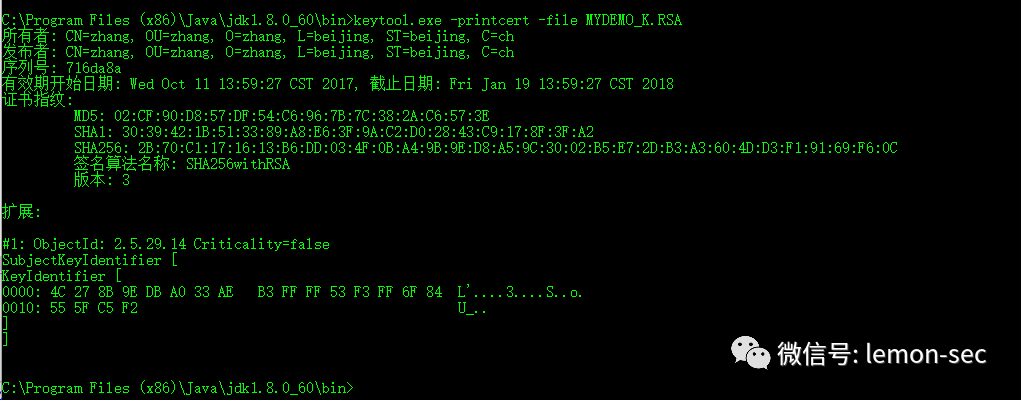 C:\Program Files (x86)\Java\jdk1.8.0_60\bin>keytool.exe -printcert -file MYDEMO_K.RSA
所有者: CN=zhang, OU=zhang, O=zhang, L=beijing, ST=beijing, C=ch
发布者: CN=zhang, OU=zhang, O=zhang, L=beijing, ST=beijing, C=ch
序列号: 716da8a
有效期开始日期: Wed Oct 11 13:59:27 CST 2017, 截止日期: Fri Jan 19 13:59:27 CST 2018
证书指纹:
MD5: 02:CF:90:D8:57:DF:54:C6:96:7B:7C:38:2A:C6:57:3E
SHA1: 30:39:42:1B:51:33:89:A8:E6:3F:9A:C2:D0:28:43:C9:17:8F:3F:A2
SHA256: 2B:70:C1:17:16:13:B6:DD:03:4F:0B:A4:9B:9E:D8:A5:9C:30:02:B5:E7:2D:B3:A3:60:4D:D3:F1:91:69:F6:0C
签名算法名称: SHA256withRSA
版本: 3
扩展:
#1: ObjectId: 2.5.29.14 Criticality=false
SubjectKeyIdentifier [
KeyIdentifier [
0000: 4C 27 8B 9E DB A0 33 AE   B3 FF FF 53 F3 FF 6F 84  L'....3....S..o.
0010: 55 5F C5 F2                                        U_..
]
]
微信号: lemon-sec
C:\Program Files (x86)\Java\jdk1.8.0_60\bin>